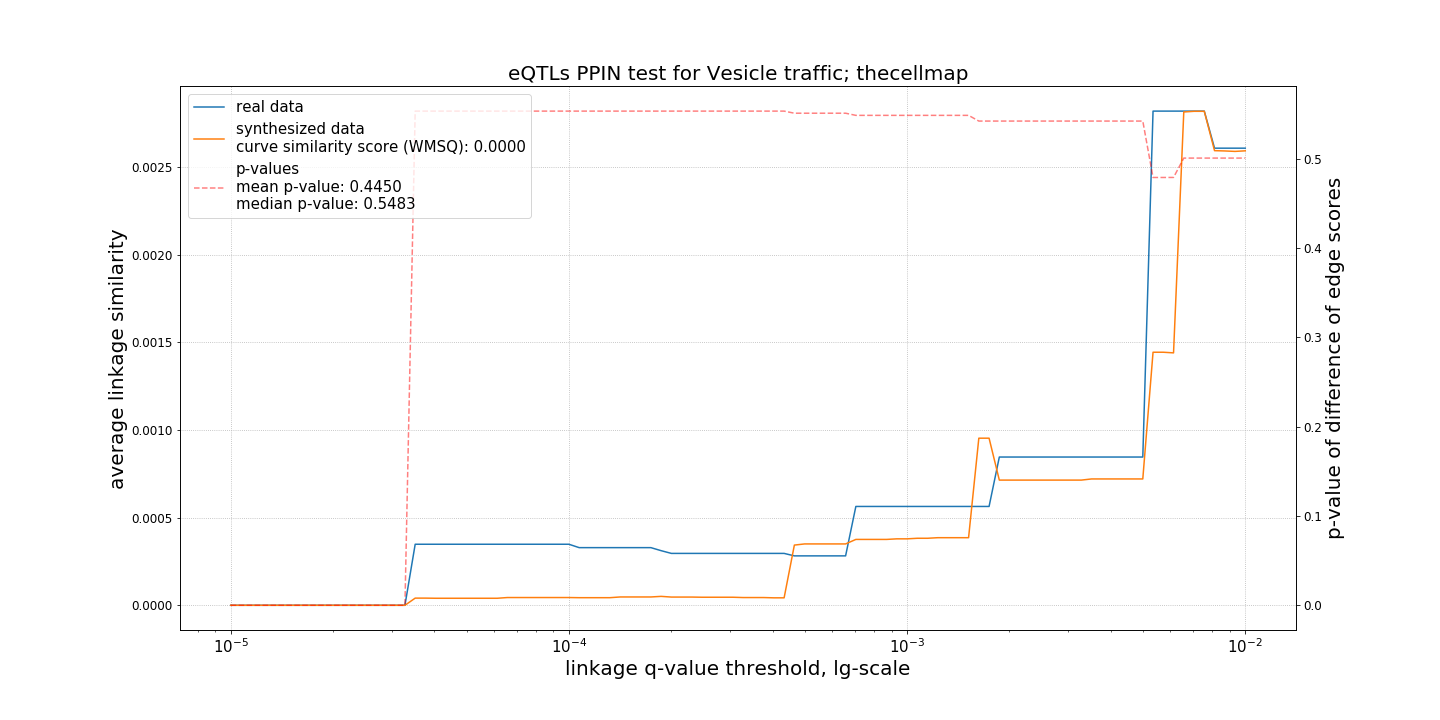 eQTLs PPIN test for Vesicle traffic; thecellmap
real data
synthesized data
curve similarity score (WMSQ): 0.0000
p-values
mean p-value: 0.4450
median p-value: 0.5483
average linkage similarity
0.0025
0.0020
0.0015
0.0010
0.0005
0.0000
p-value of difference of edge scores
0.5
0.4
0.3
0.2
0.1
0.0
10⁻⁵
10⁻⁴
10⁻³
10⁻²
linkage q-value threshold, lg-scale